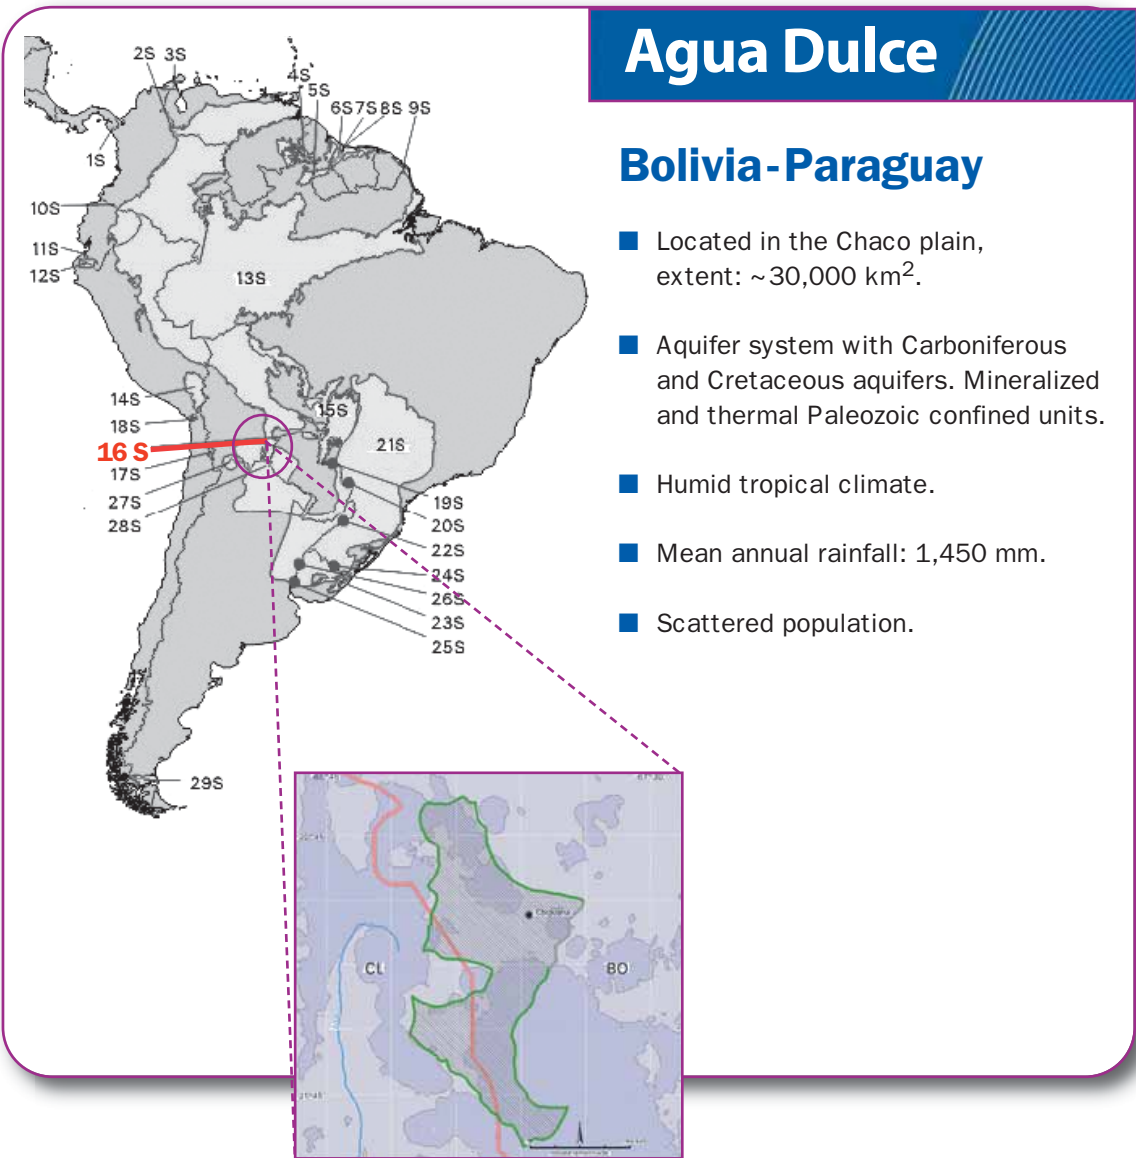 Agua Dulce
Bolivia-Paraguay
■ Located in the Chaco plain,
extent: ~30,000 km².
■ Aquifer system with Carboniferous
and Cretaceous aquifers. Mineralized
and thermal Paleozoic confined units.
■ Humid tropical climate.
■ Mean annual rainfall: 1,450 mm.
■ Scattered population.
2S 3S
4S
5S
6S 7S 8S 9S
1S
10S
11S
12S
13S
14S
15S
18S
16 S
21S
17S
27S
28S
19S
20S
22S
24S
26S
23S
25S
29S
CL
BO